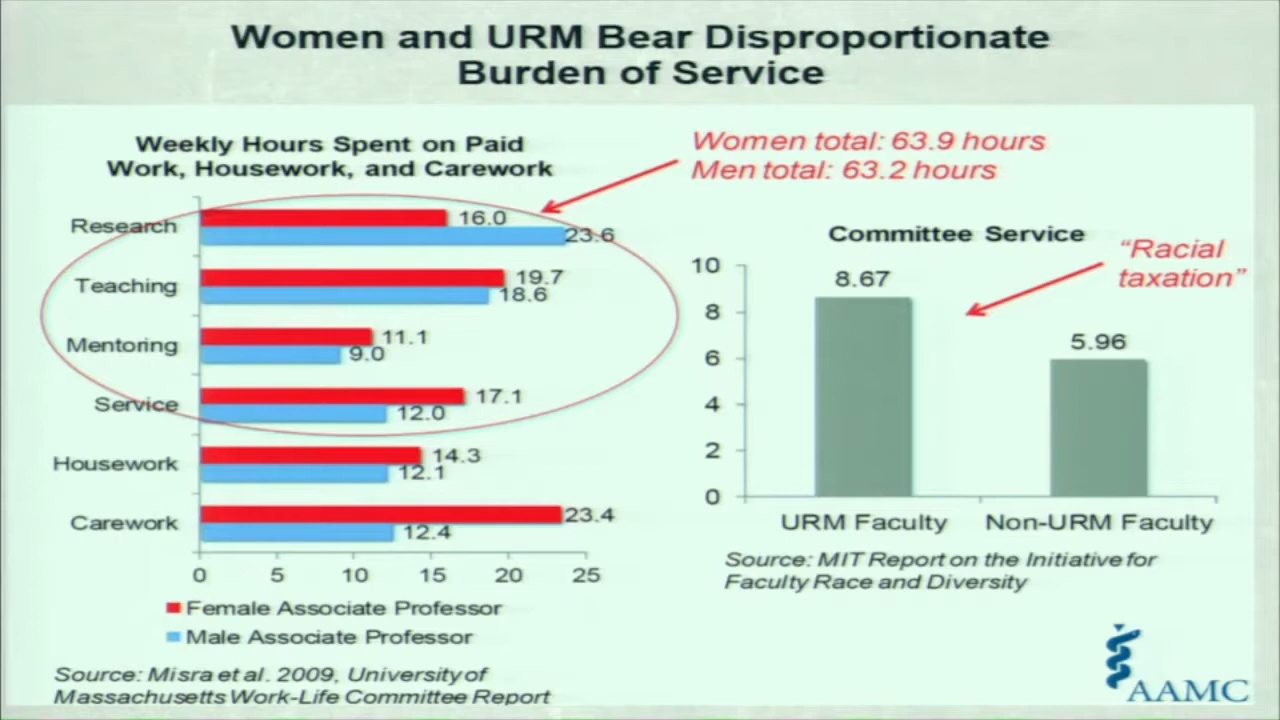 Women and URM Bear Disproportionate
Burden of Service
Weekly Hours Spent on Paid
Work, Housework, and Carework
Women total: 63.9 hours
Men total: 63.2 hours
Research
16.0
23.6
Teaching
19.7
18.6
Mentoring
11.1
9.0
Service
17.1
12.0
Housework
14.3
12.1
Carework
23.4
12.4
0 5 10 15 20 25
Female Associate Professor
Male Associate Professor
Source: Misra et al. 2009, University of
Massachusetts Work-Life Committee Report
Committee Service
"Racial
taxation"
10
8
6
4
2
0
8.67
5.96
URM Faculty Non-URM Faculty
Source: MIT Report on the Initiative for
Faculty Race and Diversity
AAMC